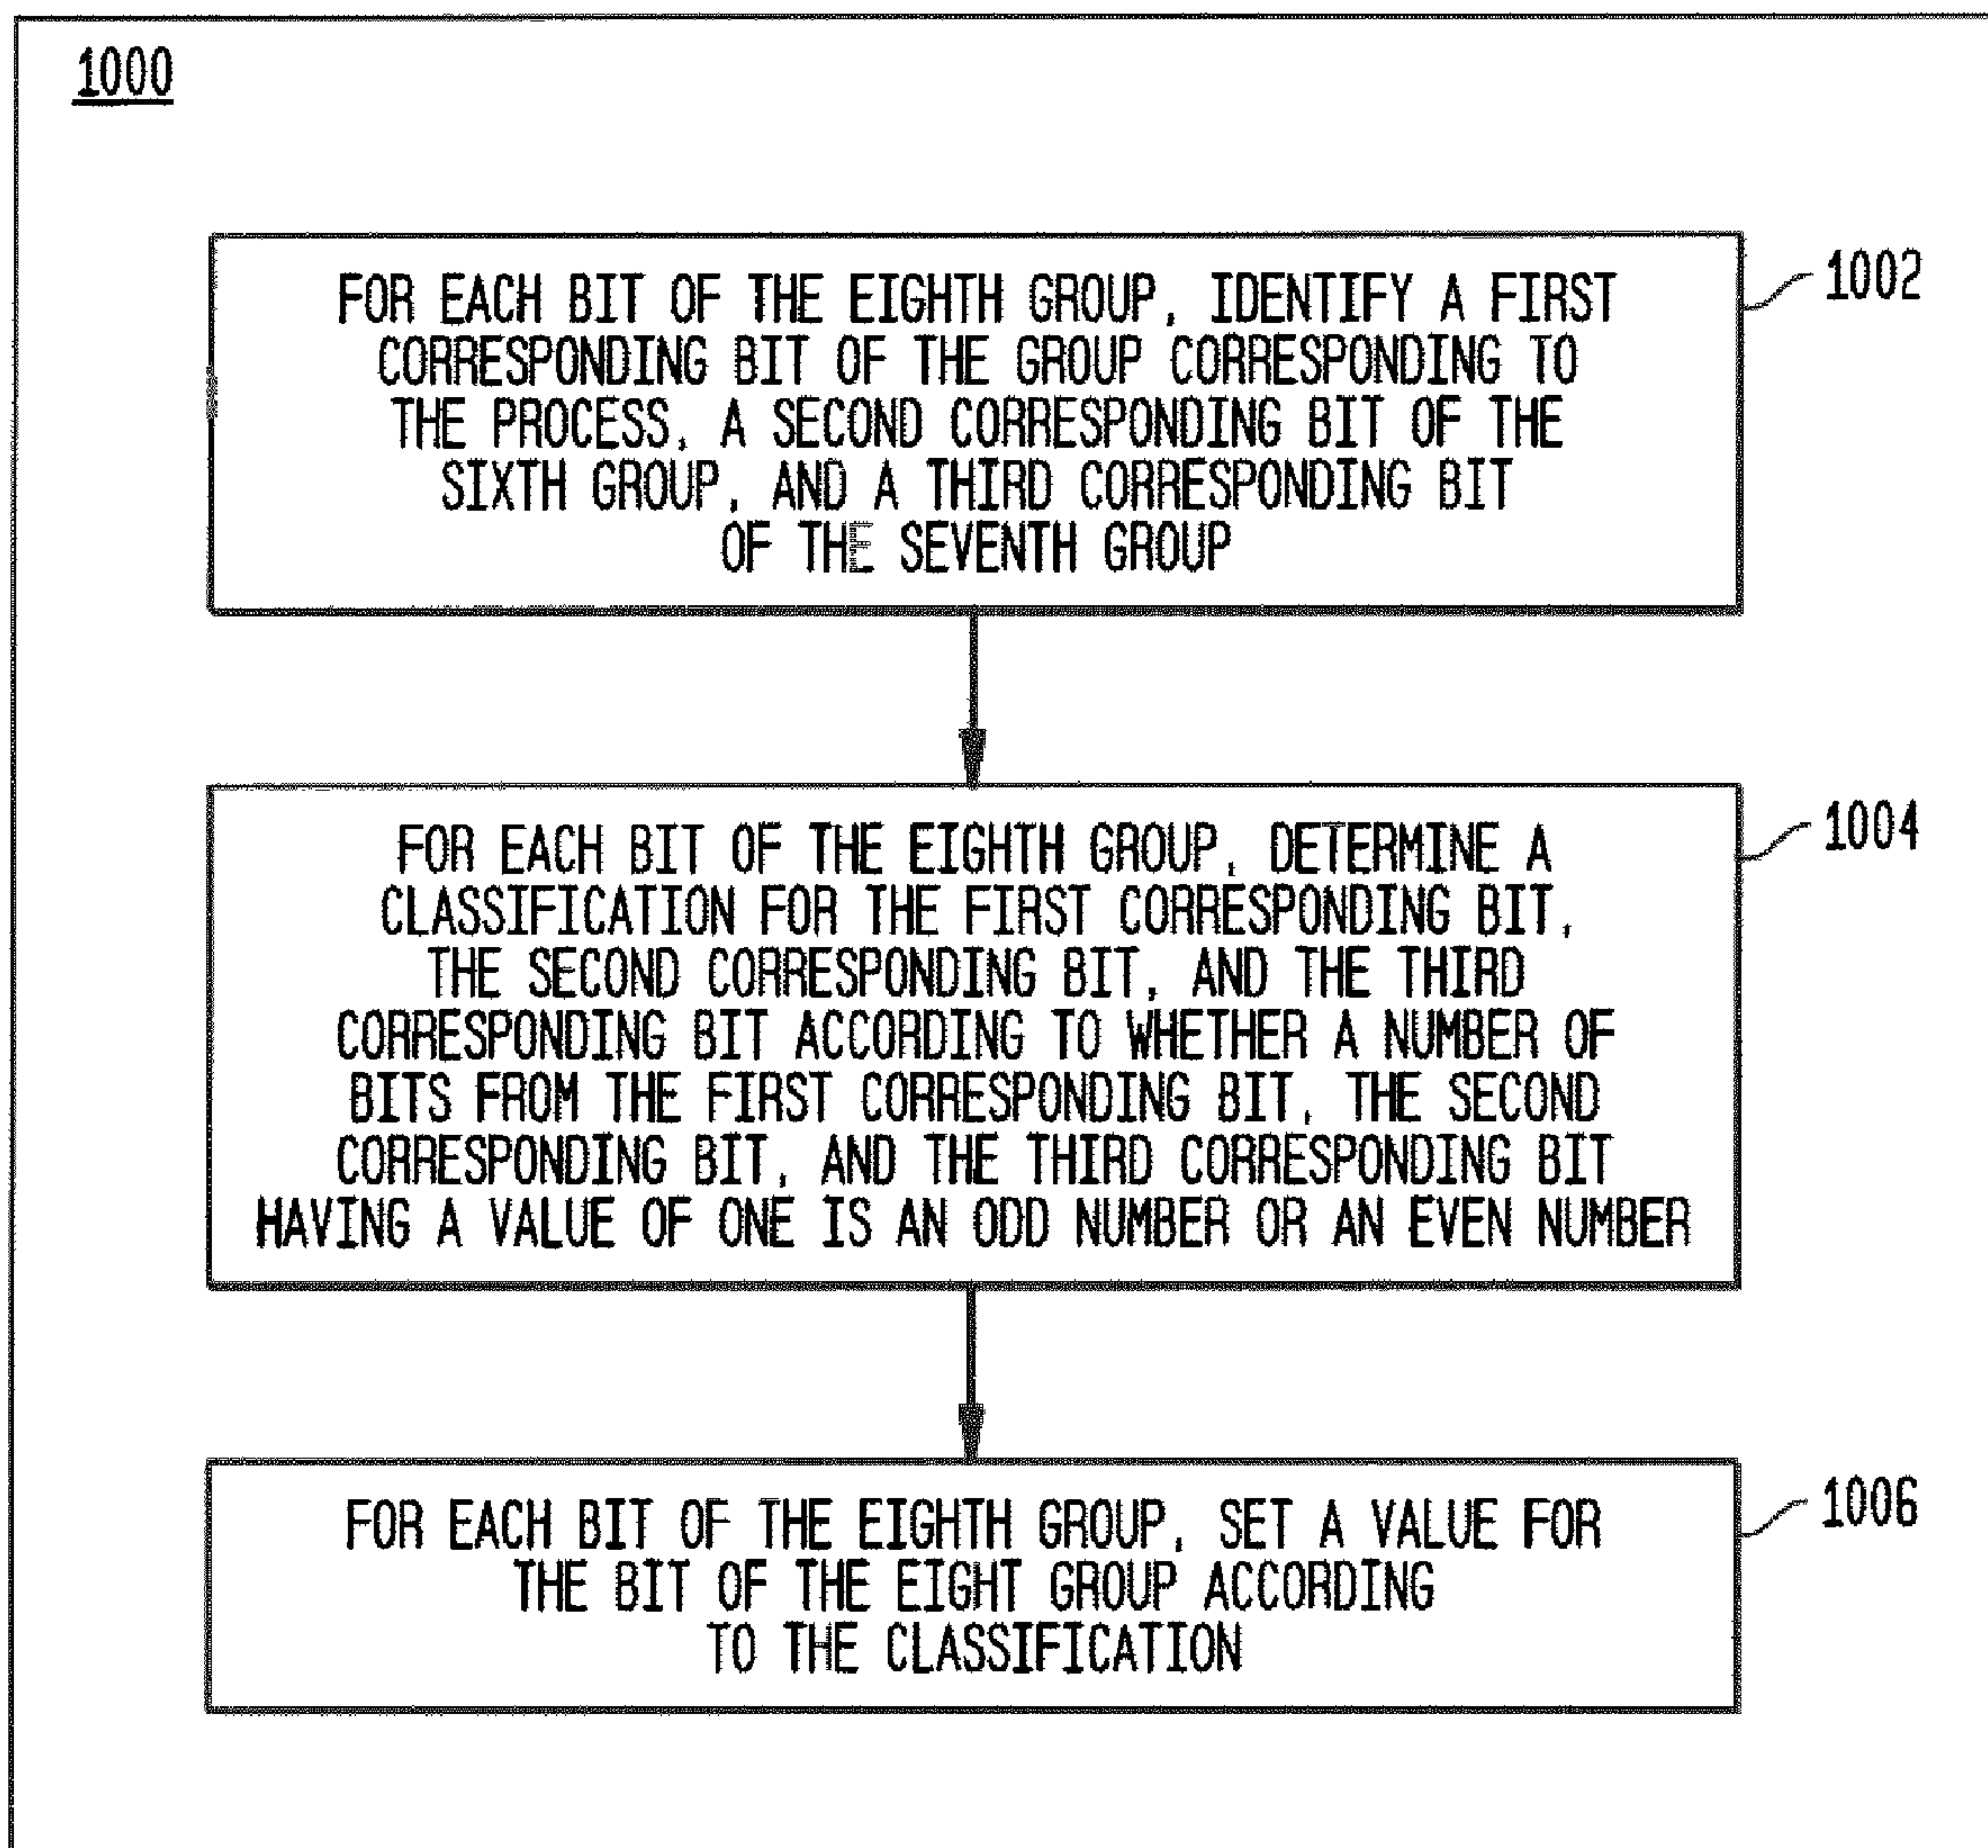 1000
FOR EACH BIT OF THE EIGHTH GROUP, IDENTIFY A FIRST
CORRESPONDING BIT OF THE GROUP CORRESPONDING TO
THE PROCESS, A SECOND CORRESPONDING BIT OF THE
SIXTH GROUP, AND A THIRD CORRESPONDING BIT
OF THE SEVENTH GROUP
1002
FOR EACH BIT OF THE EIGHTH GROUP, DETERMINE A
CLASSIFICATION FOR THE FIRST CORRESPONDING BIT,
THE SECOND CORRESPONDING BIT, AND THE THIRD
CORRESPONDING BIT ACCORDING TO WHETHER A NUMBER OF
BITS FROM THE FIRST CORRESPONDING BIT, THE SECOND
CORRESPONDING BIT, AND THE THIRD CORRESPONDING BIT
HAVING A VALUE OF ONE IS AN ODD NUMBER OR AN EVEN NUMBER
1004
FOR EACH BIT OF THE EIGHTH GROUP, SET A VALUE FOR
THE BIT OF THE EIGHT GROUP ACCORDING
TO THE CLASSIFICATION
1006